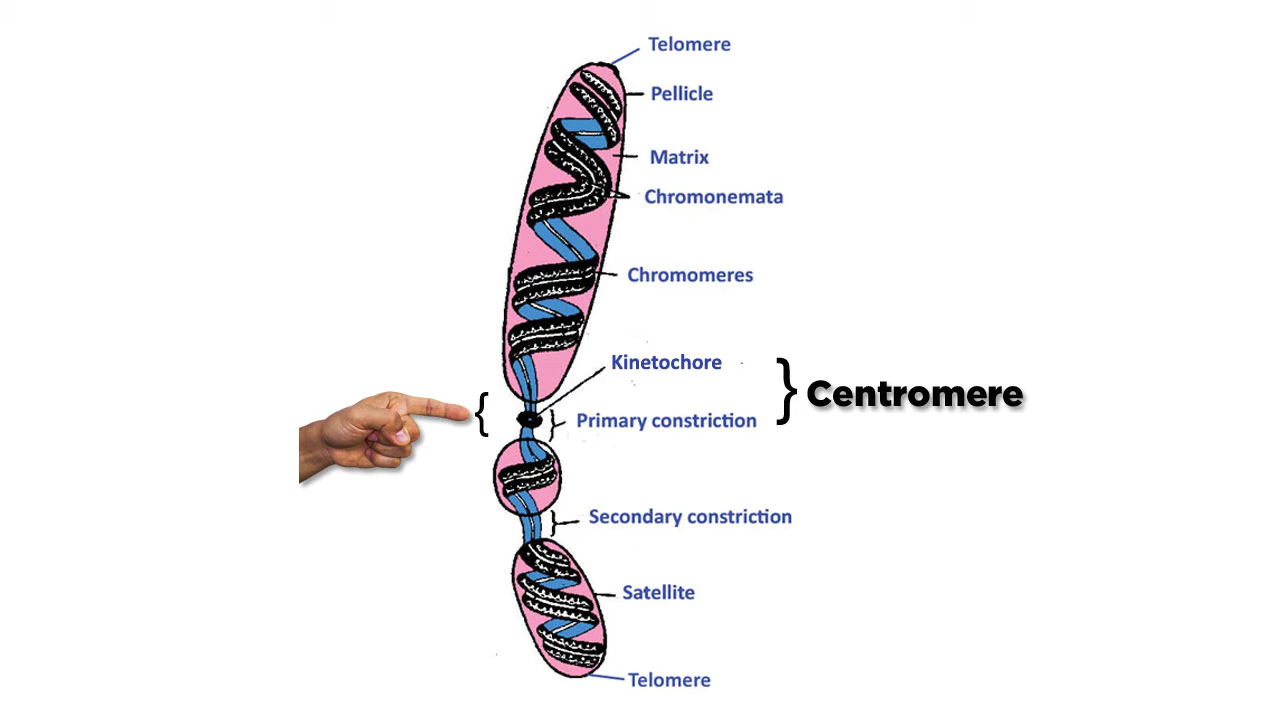 Telomere
Pellicle
Matrix
Chromonemata
Chromomeres
Kinetochore
Centromere
Primary constriction
Secondary constriction
Satellite
Telomere